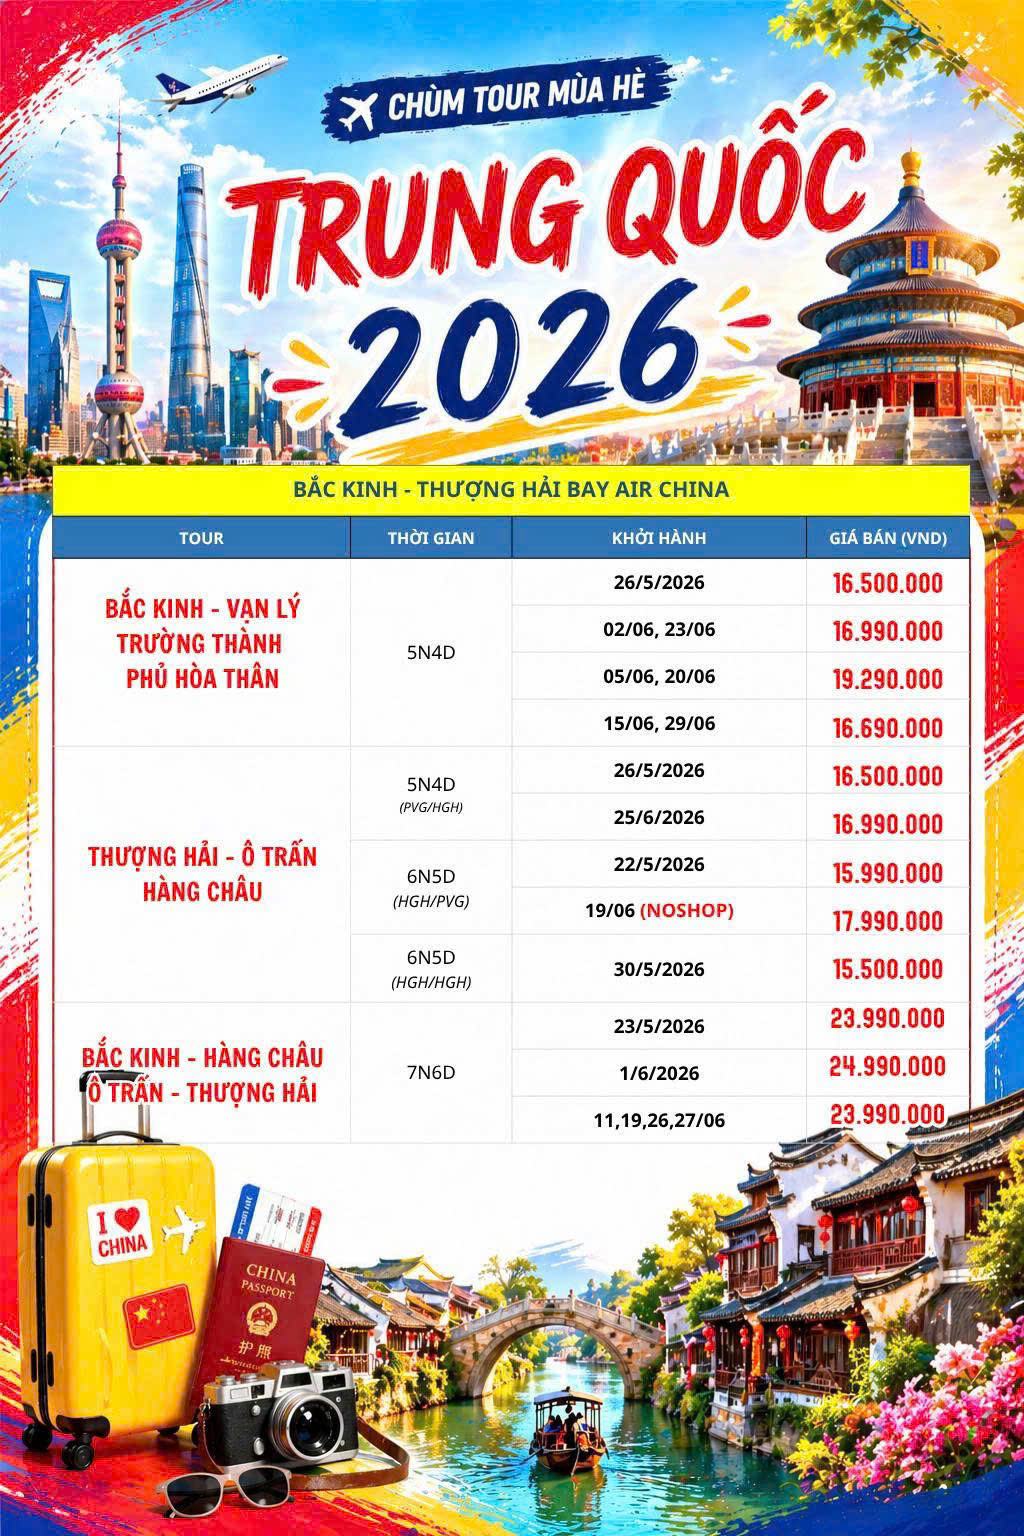 CHÙM TOUR MÙA HÈ
TRUNG QUỐC
2026
BẮC KINH - THƯỢNG HẢI BAY AIR CHINA
TOUR THỜI GIAN KHỞI HÀNH GIÁ BÁN (VND)
BẮC KINH - VẠN LÝ
TRƯỜNG THÀNH
PHỦ HÒA THÂN
5N4D
26/5/2026 16.500.000
02/06, 23/06 16.990.000
05/06, 20/06 19.290.000
15/06, 29/06 16.690.000
THƯỢNG HẢI - Ô TRẤN
HÀNG CHÂU
5N4D
(PVG/HGH)
26/5/2026 16.500.000
25/6/2026 16.990.000
6N5D
(HGH/PVG)
22/5/2026 15.990.000
19/06 (NOSHOP) 17.990.000
6N5D
(HGH/HGH)
30/5/2026 15.500.000
BẮC KINH - HÀNG CHÂU
Ô TRẤN - THƯỢNG HẢI
7N6D
23/5/2026 23.990.000
1/6/2026 24.990.000
11,19,26,27/06 23.990.000
I ❤
CHINA
CHINA
PASSPORT
护照